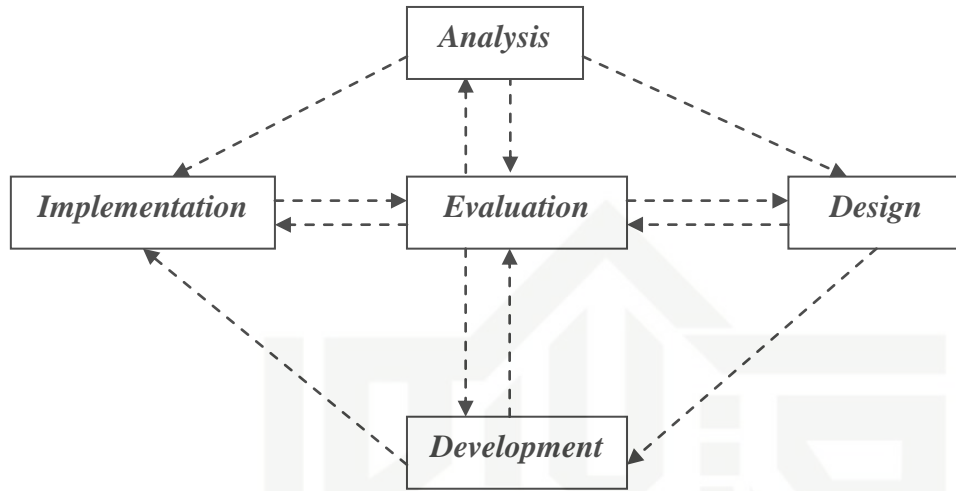 Analysis
Implementation
Evaluation
Design
Development